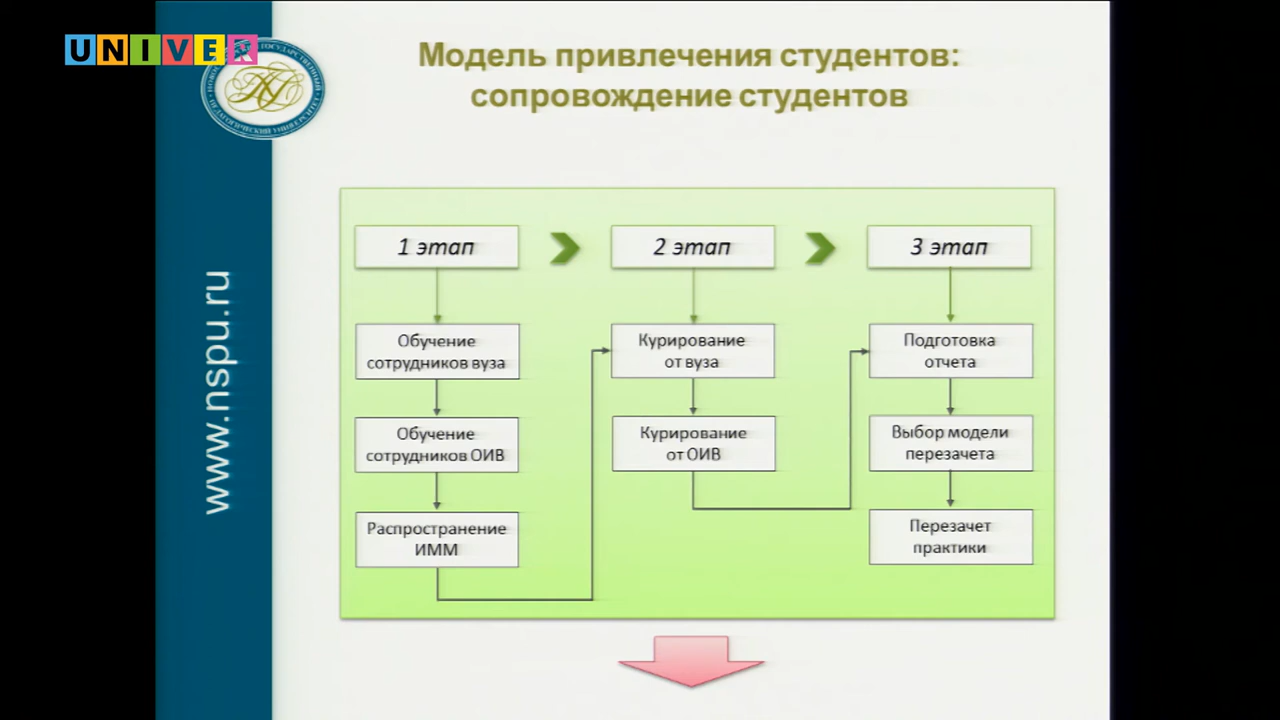 UNIVER
Модель привлечения студентов:
сопровождение студентов
www.nspu.ru
1 этап
2 этап
3 этап
Обучение
сотрудников вуза
Обучение
сотрудников ОИВ
Распространение
ИММ
Курирование
от вуза
Курирование
от ОИВ
Подготовка
отчета
Выбор модели
перезачета
Перезачет
практики